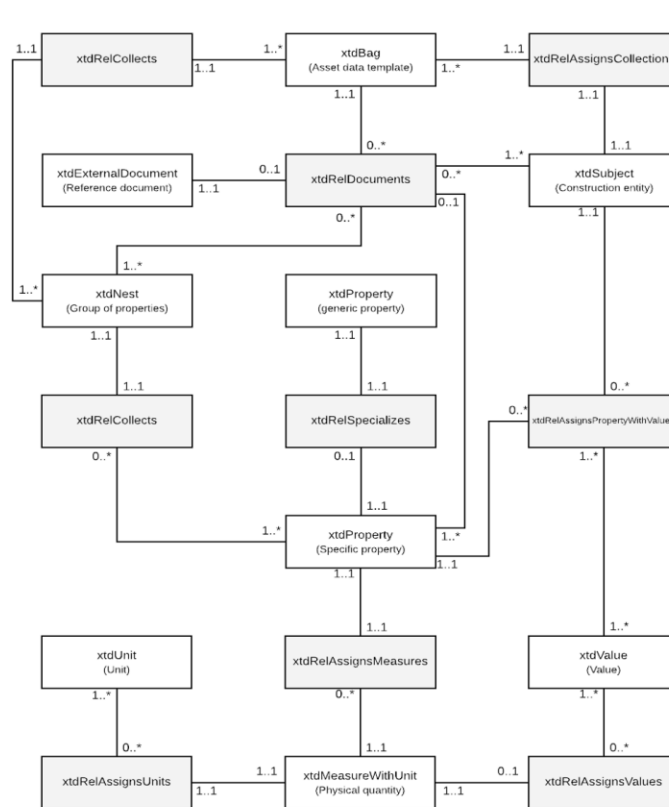 1..1
xtdRelCollects
1..1
1..*
xtdBag
(Asset data template)
1..*
1..1
xtdRelAssignsCollection
1..1
1..1
0..*
1..1
xtdExternalDocument
(Reference document)
1..1
0..1
xtdRelDocuments
0..*
0..1
1..*
xtdSubject
(Construction entity)
1..1
0..*
1..*
1..*
xtdNest
(Group of properties)
1..1
xtdProperty
(generic property)
1..1
1..1
1..1
0..*
xtdRelCollects
0..*
xtdRelSpecializes
0..1
0..*
xtdRelAssignsPropertyWithValue
1..*
1..1
1..*
xtdProperty
(Specific property)
1..*
1..1
1..1
1..1
1..*
xtdUnit
(Unit)
1..*
xtdRelAssignsMeasures
0..*
xtdValue
(Value)
1..*
0..*
1..1
0..*
xtdRelAssignsUnits
1..1
1..1
xtdMeasureWithUnit
(Physical quantity)
1..1
0..1
xtdRelAssignsValues